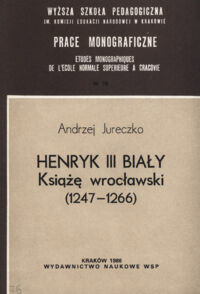 WYŻSZA SZKOŁA PEDAGOGICZNA
IM. KOMISJI EDUKACJI NARODOWEJ W KRAKOWIE
PRACE MONOGRAFICZNE
ETUDES MONOGRAPHIQUES
DE L'ECOLE NORMALE SUPERIEURE A CRACOVIE
Andrzej Jureczko
HENRYK III BIAŁY
Książę wrocławski
(1247-1266)
KRAKÓW 1986
WYDAWNICTWO NAUKOWE WSP